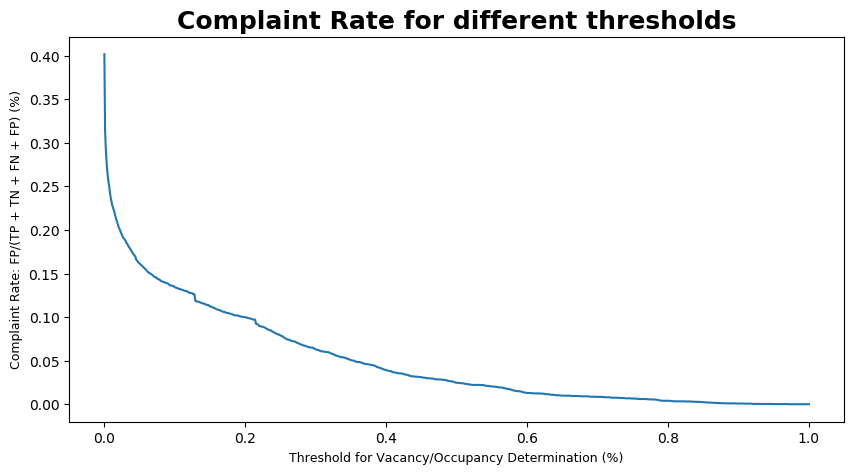 Complaint Rate for different thresholds
Complaint Rate: FP/(TP + TN + FN + FP) (%)
0.40
0.35
0.30
0.25
0.20
0.15
0.10
0.05
0.00
0.0 0.2 0.4 0.6 0.8 1.0
Threshold for Vacancy/Occupancy Determination (%)